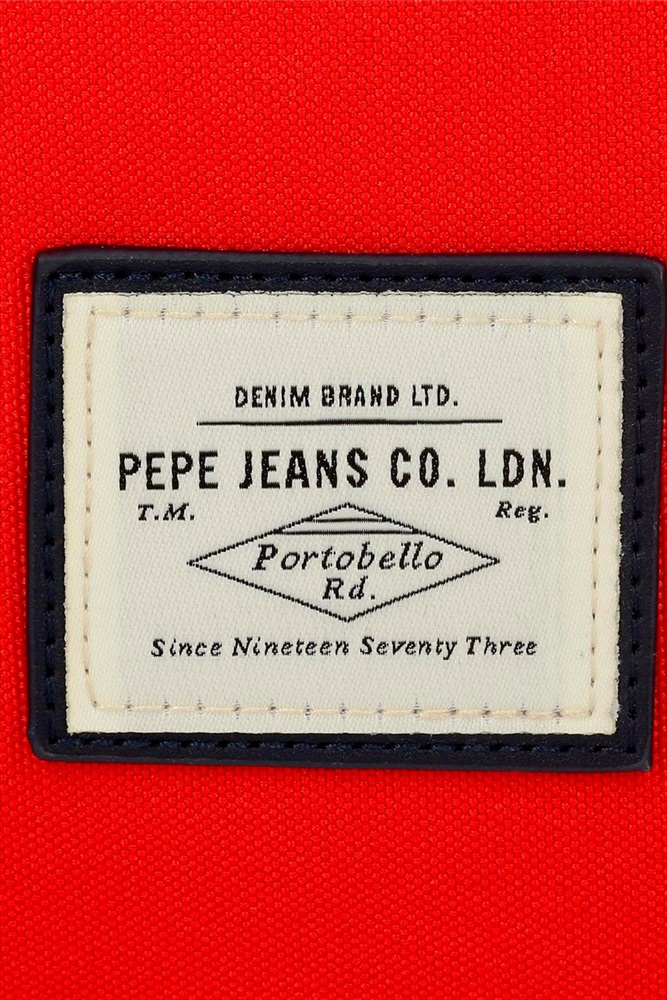 DENIM BRAND LTD.
PEPE JEANS CO. LDN.
T.M. Reg.
Portobello
Rd.
Since Nineteen Seventy Three